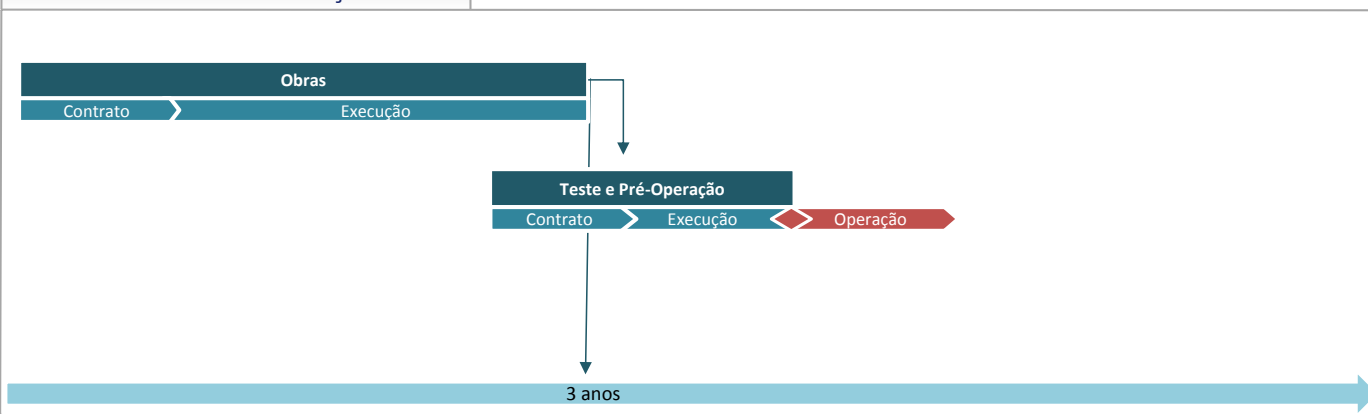 Obras
Contrato
Execução
Teste e Pré-Operação
Contrato
Execução
Operação
3 anos